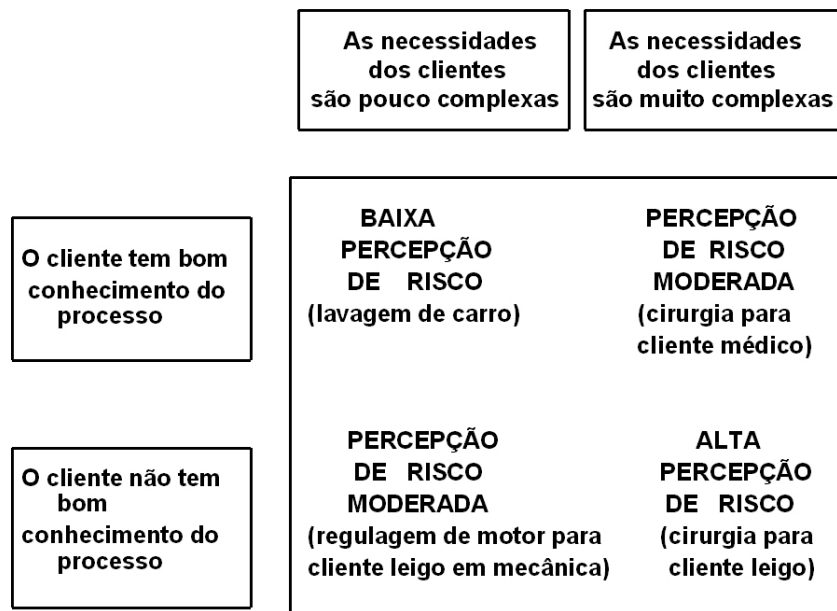 As necessidades
dos clientes
são pouco complexas
As necessidades
dos clientes
são muito complexas
O cliente tem bom
conhecimento do
processo
BAIXA
PERCEPÇÃO
DE RISCO
(lavagem de carro)
PERCEPÇÃO
DE RISCO
MODERADA
(cirurgia para
cliente médico)
O cliente não tem
bom
conhecimento do
processo
PERCEPÇÃO
DE RISCO
MODERADA
(regulagem de motor para
cliente leigo em mecânica)
ALTA
PERCEPÇÃO
DE RISCO
(cirurgia para
cliente leigo)